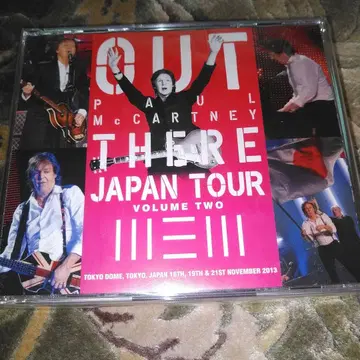 OUT
PAUL
McCARTNEY
THERE
JAPAN TOUR
VOLUME TWO
TOKYO DOME, TOKYO, JAPAN 18TH, 19TH & 21ST NOVEMBER 2013